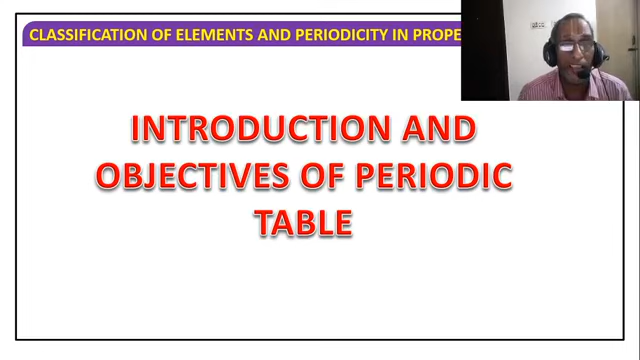 CLASSIFICATION OF ELEMENTS AND PERIODICITY IN PROPE
INTRODUCTION AND
OBJECTIVES OF PERIODIC
TABLE